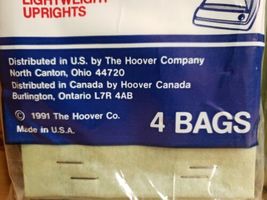 LIGHTWEIGHT
UPRIGHTS
Distributed in U.S. by The Hoover Company
North Canton, Ohio 44720
Distributed in Canada by Hoover Canada
Burlington, Ontario L7R 4AB
© 1991 The Hoover Co.
Made in U.S.A.
4 BAGS